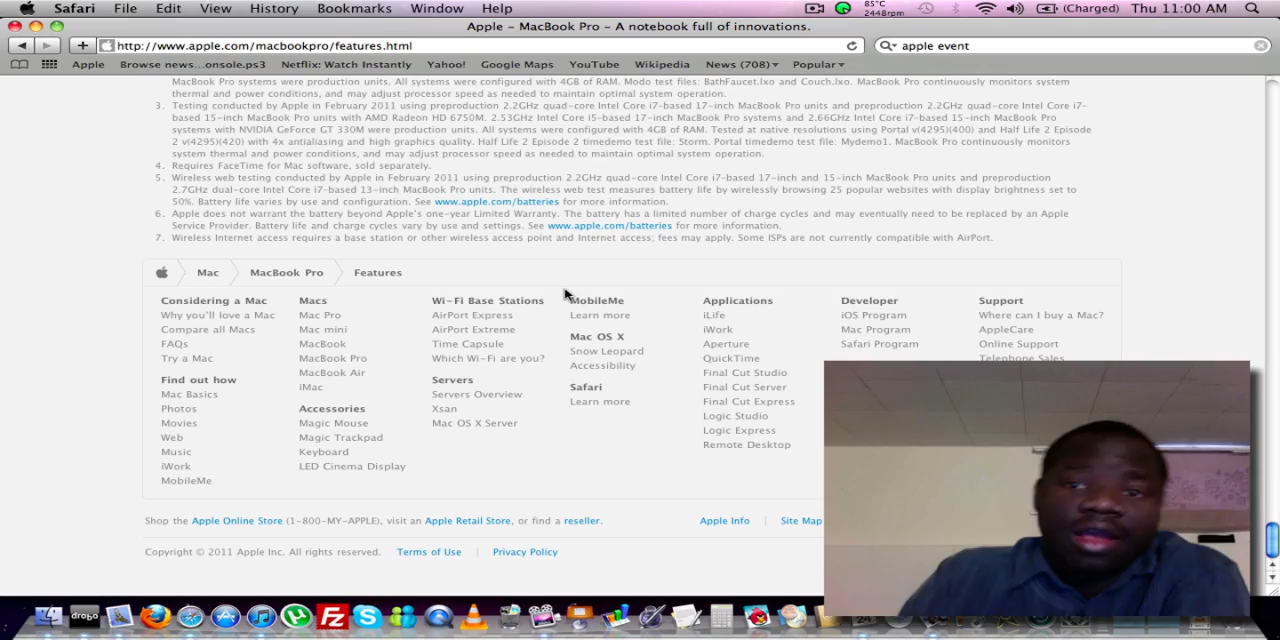 Safari File Edit View History Bookmarks Window Help 85°C 2448rpm (Charged) Thu 11:00 AM
Apple – MacBook Pro – A notebook full of innovations.
http://www.apple.com/macbookpro/features.html apple event
Apple Browse news...onsole.ps3 Netflix: Watch Instantly Yahoo! Google Maps YouTube Wikipedia News (708) Popular
MacBook Pro systems were production units. All systems were configured with 4GB of RAM. Modo test files: BathFaucet.lxo and Couch.lxo. MacBook Pro continuously monitors system
thermal and power conditions, and may adjust processor speed as needed to maintain optimal system operation.
3. Testing conducted by Apple in February 2011 using preproduction 2.2GHz quad-core Intel Core i7-based 17-inch MacBook Pro units and preproduction 2.2GHz quad-core Intel Core i7-
based 15-inch MacBook Pro units with AMD Radeon HD 6750M. 2.53GHz Intel Core i5-based 17-inch MacBook Pro systems and 2.66GHz Intel Core i7-based 15-inch MacBook Pro
systems with NVIDIA GeForce GT 330M were production units. All systems were configured with 4GB of RAM. Tested at native resolutions using Portal v(4295)(400) and Half Life 2 Episode
2 v(4295)(420) with 4x antialiasing and high graphics quality. Half Life 2 Episode 2 timedemo test file: Storm. Portal timedemo test file: Mydemo1. MacBook Pro continuously monitors
system thermal and power conditions, and may adjust processor speed as needed to maintain optimal system operation.
4. Requires FaceTime for Mac software, sold separately.
5. Wireless web testing conducted by Apple in February 2011 using preproduction 2.2GHz quad-core Intel Core i7-based 17-inch and 15-inch MacBook Pro units and preproduction
2.7GHz dual-core Intel Core i7-based 13-inch MacBook Pro units. The wireless web test measures battery life by wirelessly browsing 25 popular websites with display brightness set to
50%. Battery life varies by use and configuration. See www.apple.com/batteries for more information.
6. Apple does not warrant the battery beyond Apple's one-year Limited Warranty. The battery has a limited number of charge cycles and may eventually need to be replaced by an Apple
Service Provider. Battery life and charge cycles vary by use and settings. See www.apple.com/batteries for more information.
7. Wireless Internet access requires a base station or other wireless access point and Internet access; fees may apply. Some ISPs are not currently compatible with AirPort.
Mac MacBook Pro Features
Considering a Mac
Why you'll love a Mac
Compare all Macs
FAQs
Try a Mac
Find out how
Mac Basics
Photos
Movies
Web
Music
iWork
MobileMe
Macs
Mac Pro
Mac mini
MacBook
MacBook Pro
MacBook Air
iMac
Accessories
Magic Mouse
Magic Trackpad
Keyboard
LED Cinema Display
Wi-Fi Base Stations
AirPort Express
AirPort Extreme
Time Capsule
Which Wi-Fi are you?
Servers
Servers Overview
Xsan
Mac OS X Server
MobileMe
Learn more
Mac OS X
Snow Leopard
Accessibility
Safari
Learn more
Applications
iLife
iWork
Aperture
QuickTime
Final Cut Studio
Final Cut Server
Final Cut Express
Logic Studio
Logic Express
Remote Desktop
Developer
iOS Program
Mac Program
Safari Program
Support
Where can I buy a Mac?
AppleCare
Online Support
Telephone Sales
Shop the Apple Online Store (1-800-MY-APPLE), visit an Apple Retail Store, or find a reseller. Apple Info | Site Map
Copyright © 2011 Apple Inc. All rights reserved. Terms of Use | Privacy Policy
drobo